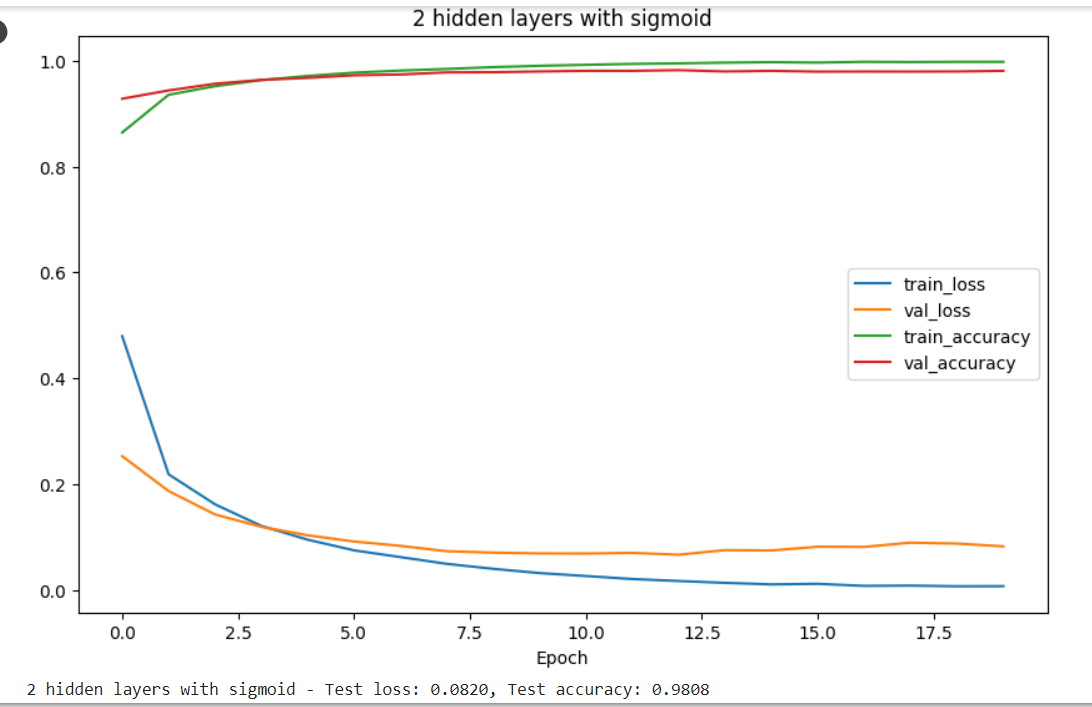 2 hidden layers with sigmoid
1.0
0.8
0.6
0.4
0.2
0.0
train_loss
val_loss
train_accuracy
val_accuracy
0.0 2.5 5.0 7.5 10.0 12.5 15.0 17.5
Epoch
2 hidden layers with sigmoid - Test loss: 0.0820, Test accuracy: 0.9808